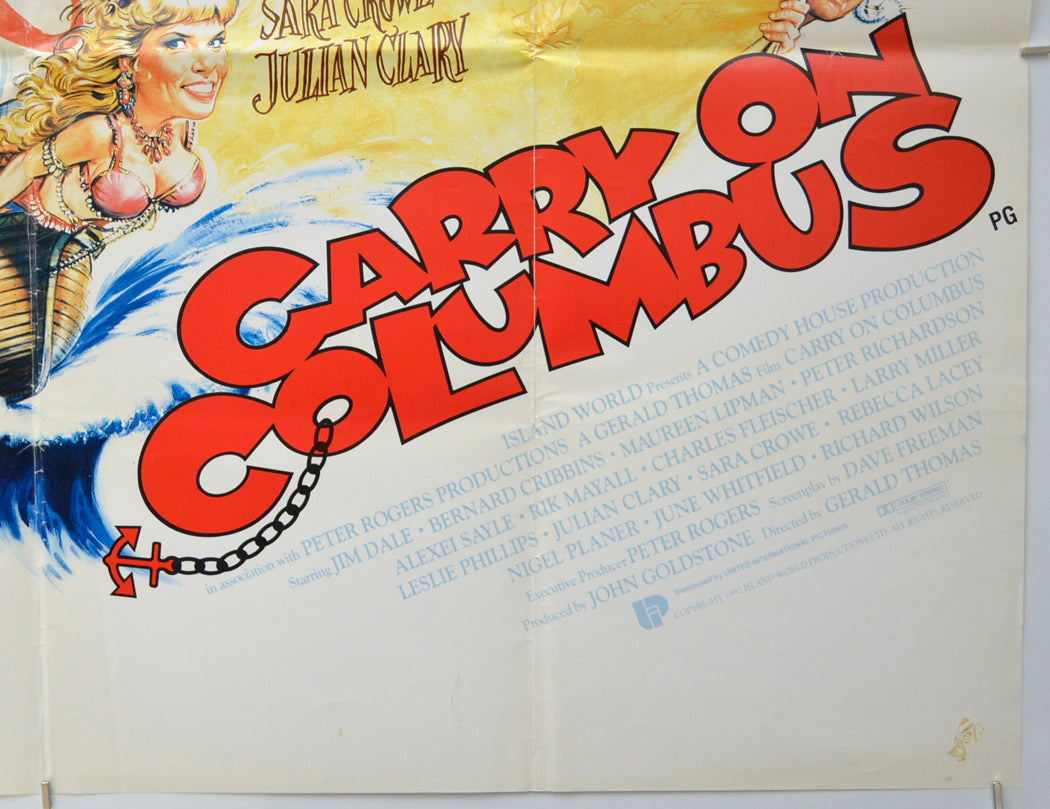 SARA CROWE
JULIAN CLARY
CARRY ON
COLUMBUS
PG
ISLAND WORLD Presents A COMEDY HOUSE PRODUCTION
in association with PETER ROGERS PRODUCTIONS A GERALD THOMAS Film CARRY ON COLUMBUS
Starring JIM DALE • BERNARD CRIBBINS • MAUREEN LIPMAN • PETER RICHARDSON
ALEXEI SAYLE • RIK MAYALL • CHARLES FLEISCHER • LARRY MILLER
LESLIE PHILLIPS • JULIAN CLARY • SARA CROWE • REBECCA LACEY
NIGEL PLANER • JUNE WHITFIELD • RICHARD WILSON
Executive Producer PETER ROGERS Screenplay by DAVE FREEMAN
Produced by JOHN GOLDSTONE Directed by GERALD THOMAS
DOLBY STEREO
Distributed by UNITED INTERNATIONAL PICTURES
COPYRIGHT 1992 ISLAND WORLD PRODUCTIONS LTD. ALL RIGHTS RESERVED